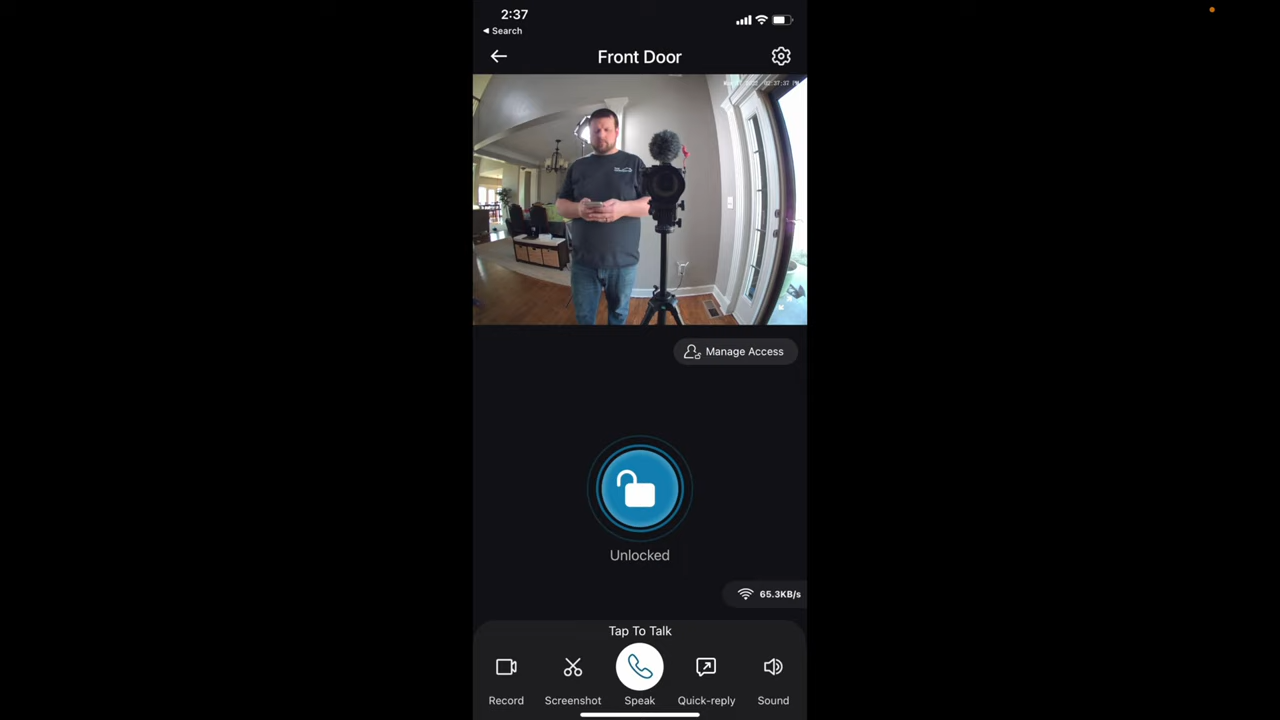 2:37
Search
Front Door
Manage Access
Unlocked
65.3KB/s
Tap To Talk
Record
Screenshot
Speak
Quick-reply
Sound